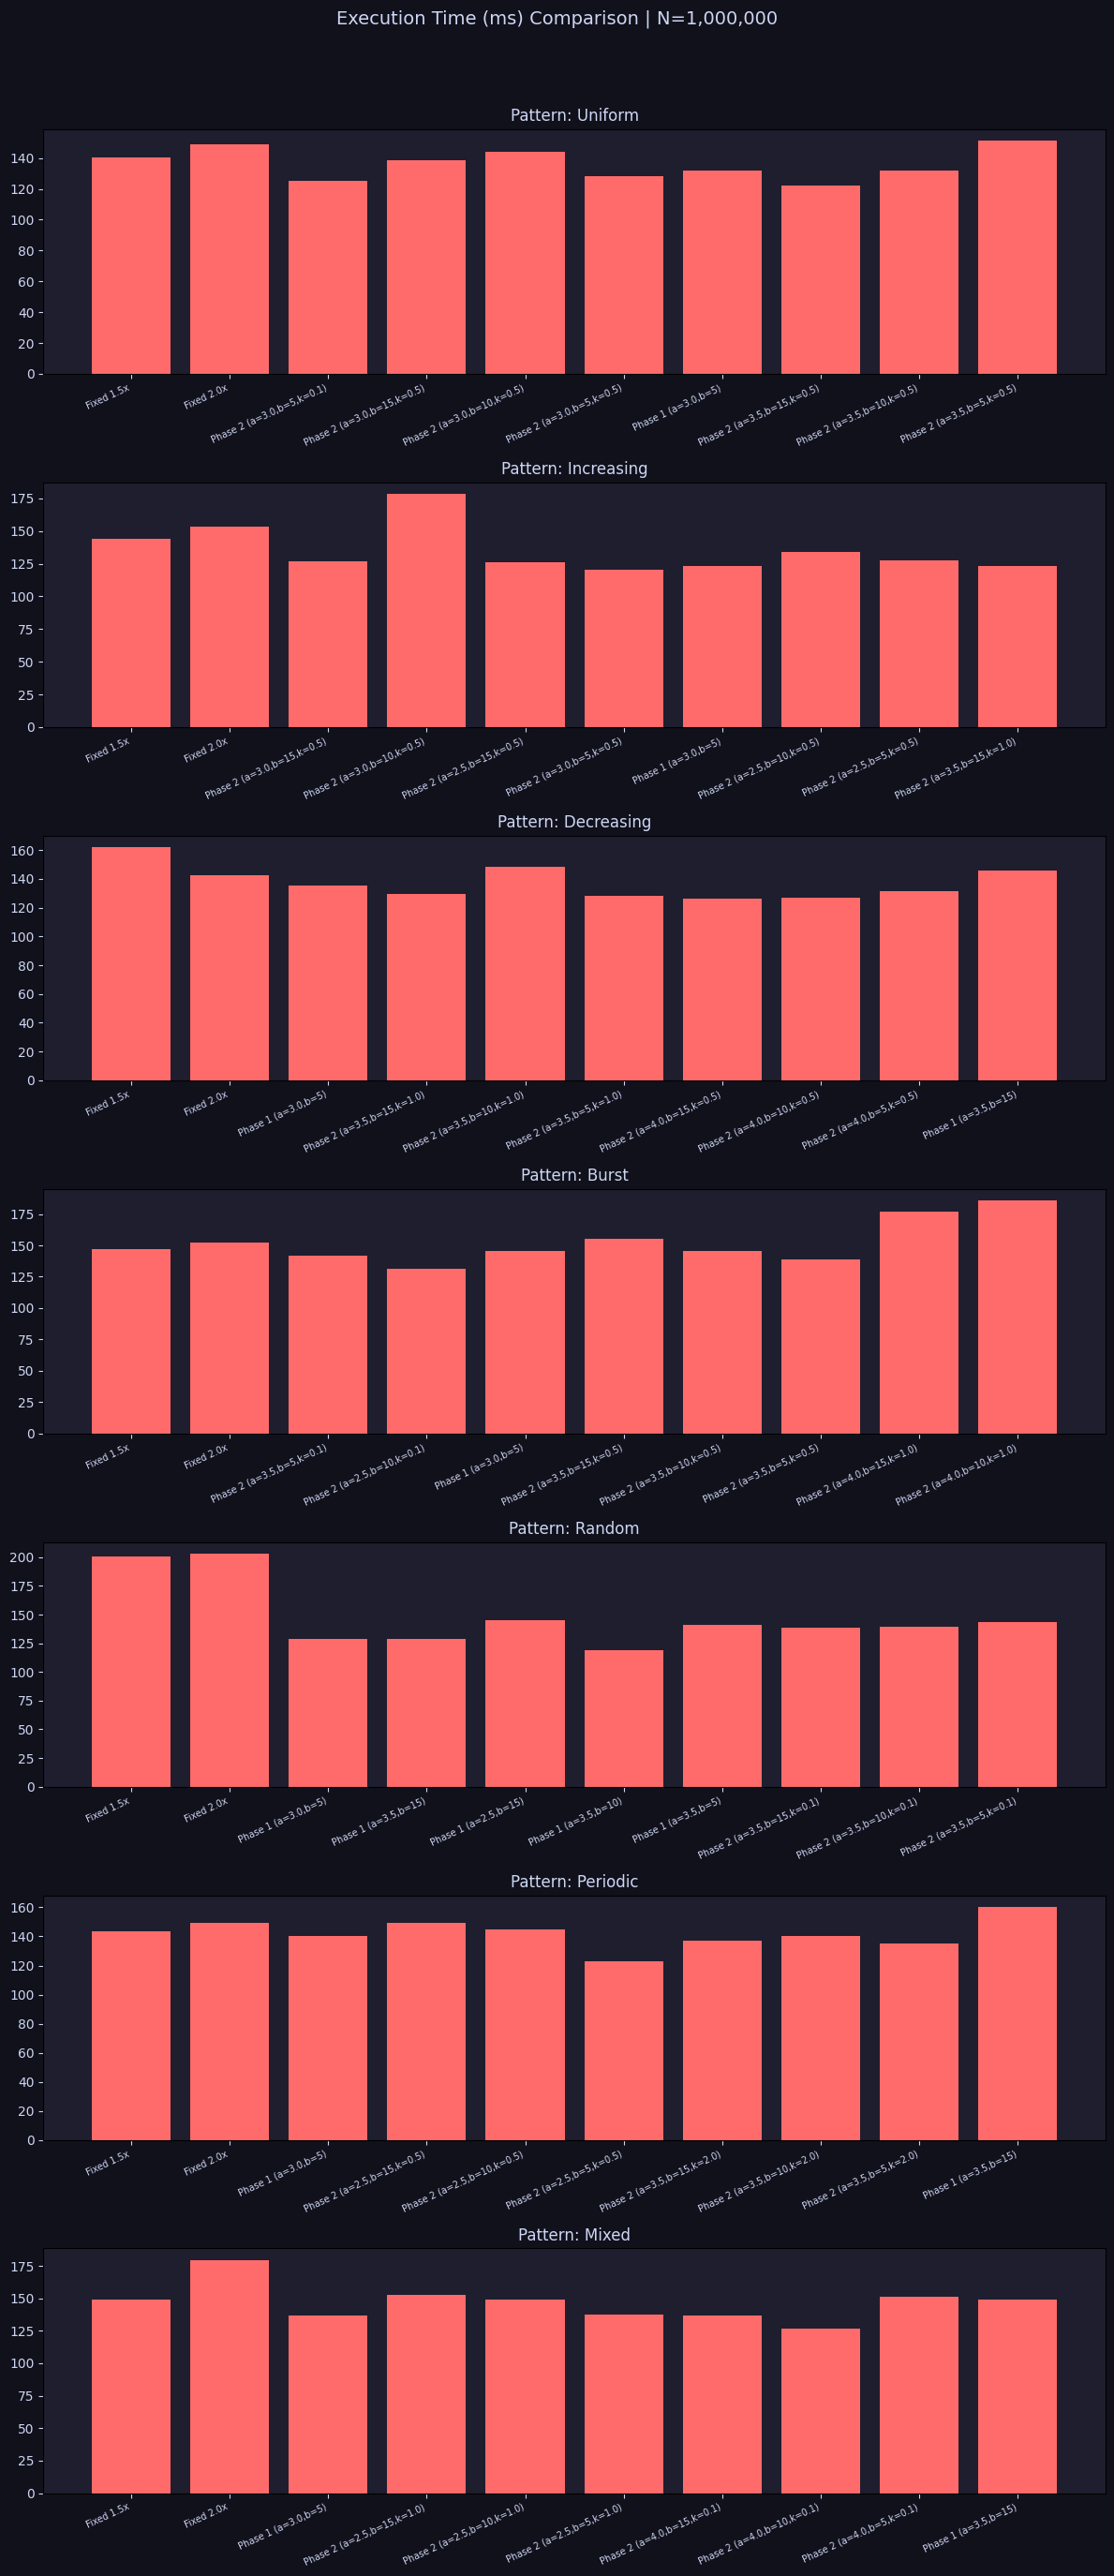 Execution Time (ms) Comparison | N=1,000,000
Pattern: Uniform
140
120
100
80
60
40
20
0
Fixed 1.5x
Fixed 2.0x
Phase 2 (a=3.0,b=5,k=0.1)
Phase 2 (a=3.0,b=15,k=0.5)
Phase 2 (a=3.0,b=10,k=0.5)
Phase 2 (a=3.0,b=5,k=0.5)
Phase 1 (a=3.0,b=5)
Phase 2 (a=3.5,b=15,k=0.5)
Phase 2 (a=3.5,b=10,k=0.5)
Phase 2 (a=3.5,b=5,k=0.5)
Pattern: Increasing
175
150
125
100
75
50
25
0
Fixed 1.5x
Fixed 2.0x
Phase 2 (a=3.0,b=15,k=0.5)
Phase 2 (a=3.0,b=10,k=0.5)
Phase 2 (a=2.5,b=15,k=0.5)
Phase 2 (a=3.0,b=5,k=0.5)
Phase 1 (a=3.0,b=5)
Phase 2 (a=2.5,b=10,k=0.5)
Phase 2 (a=2.5,b=5,k=0.5)
Phase 2 (a=3.5,b=15,k=1.0)
Pattern: Decreasing
160
140
120
100
80
60
40
20
0
Fixed 1.5x
Fixed 2.0x
Phase 1 (a=3.0,b=5)
Phase 2 (a=3.5,b=15,k=1.0)
Phase 2 (a=3.5,b=10,k=1.0)
Phase 2 (a=3.5,b=5,k=1.0)
Phase 2 (a=4.0,b=15,k=0.5)
Phase 2 (a=4.0,b=10,k=0.5)
Phase 2 (a=4.0,b=5,k=0.5)
Phase 1 (a=3.5,b=15)
Pattern: Burst
175
150
125
100
75
50
25
0
Fixed 1.5x
Fixed 2.0x
Phase 2 (a=3.5,b=5,k=0.1)
Phase 2 (a=2.5,b=10,k=0.1)
Phase 1 (a=3.0,b=5)
Phase 2 (a=3.5,b=15,k=0.5)
Phase 2 (a=3.5,b=10,k=0.5)
Phase 2 (a=3.5,b=5,k=0.5)
Phase 2 (a=4.0,b=15,k=1.0)
Phase 2 (a=4.0,b=10,k=1.0)
Pattern: Random
200
175
150
125
100
75
50
25
0
Fixed 1.5x
Fixed 2.0x
Phase 1 (a=3.0,b=5)
Phase 1 (a=3.5,b=15)
Phase 1 (a=2.5,b=15)
Phase 1 (a=3.5,b=10)
Phase 1 (a=3.5,b=5)
Phase 2 (a=3.5,b=15,k=0.1)
Phase 2 (a=3.5,b=10,k=0.1)
Phase 2 (a=3.5,b=5,k=0.1)
Pattern: Periodic
160
140
120
100
80
60
40
20
0
Fixed 1.5x
Fixed 2.0x
Phase 1 (a=3.0,b=5)
Phase 2 (a=2.5,b=15,k=0.5)
Phase 2 (a=2.5,b=10,k=0.5)
Phase 2 (a=2.5,b=5,k=0.5)
Phase 2 (a=3.5,b=15,k=2.0)
Phase 2 (a=3.5,b=10,k=2.0)
Phase 2 (a=3.5,b=5,k=2.0)
Phase 1 (a=3.5,b=15)
Pattern: Mixed
175
150
125
100
75
50
25
0
Fixed 1.5x
Fixed 2.0x
Phase 1 (a=3.0,b=5)
Phase 2 (a=2.5,b=15,k=1.0)
Phase 2 (a=2.5,b=10,k=1.0)
Phase 2 (a=2.5,b=5,k=1.0)
Phase 2 (a=4.0,b=15,k=0.1)
Phase 2 (a=4.0,b=10,k=0.1)
Phase 2 (a=4.0,b=5,k=0.1)
Phase 1 (a=3.5,b=15)